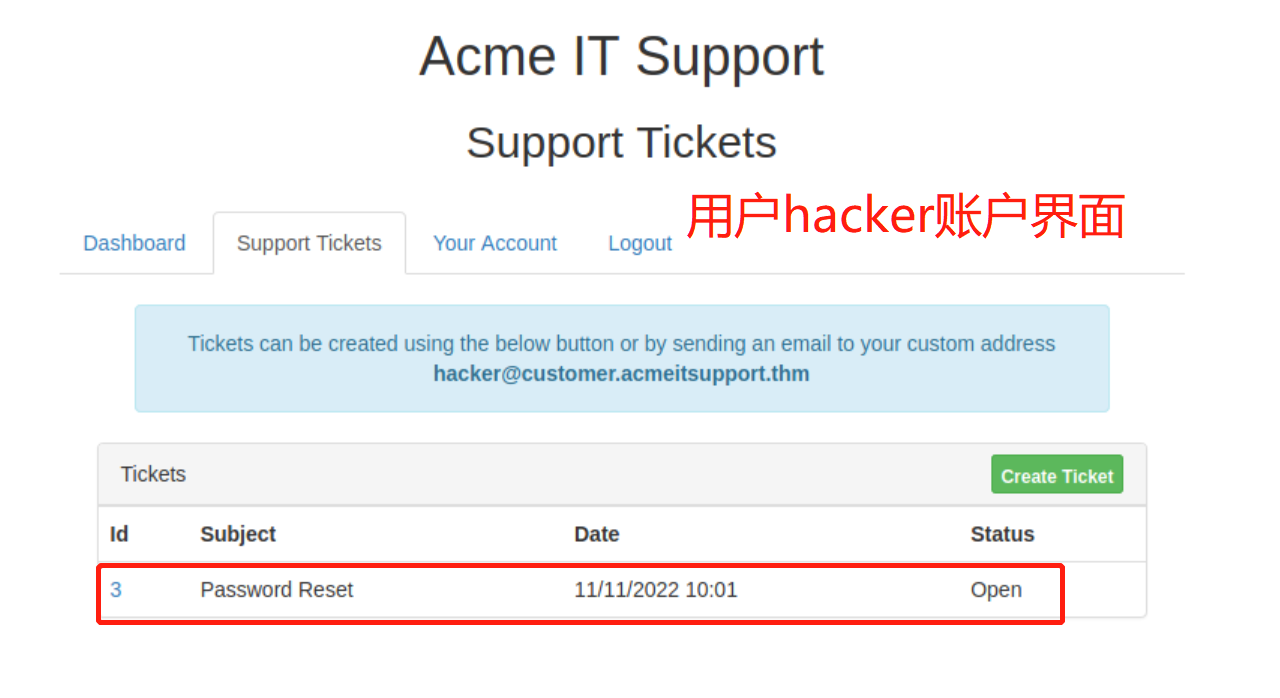 Acme IT Support
Support Tickets
用户hacker账户界面
Dashboard Support Tickets Your Account Logout
Tickets can be created using the below button or by sending an email to your custom address
hacker@customer.acmeitsupport.thm
Tickets Create Ticket
Id Subject Date Status
3 Password Reset 11/11/2022 10:01 Open